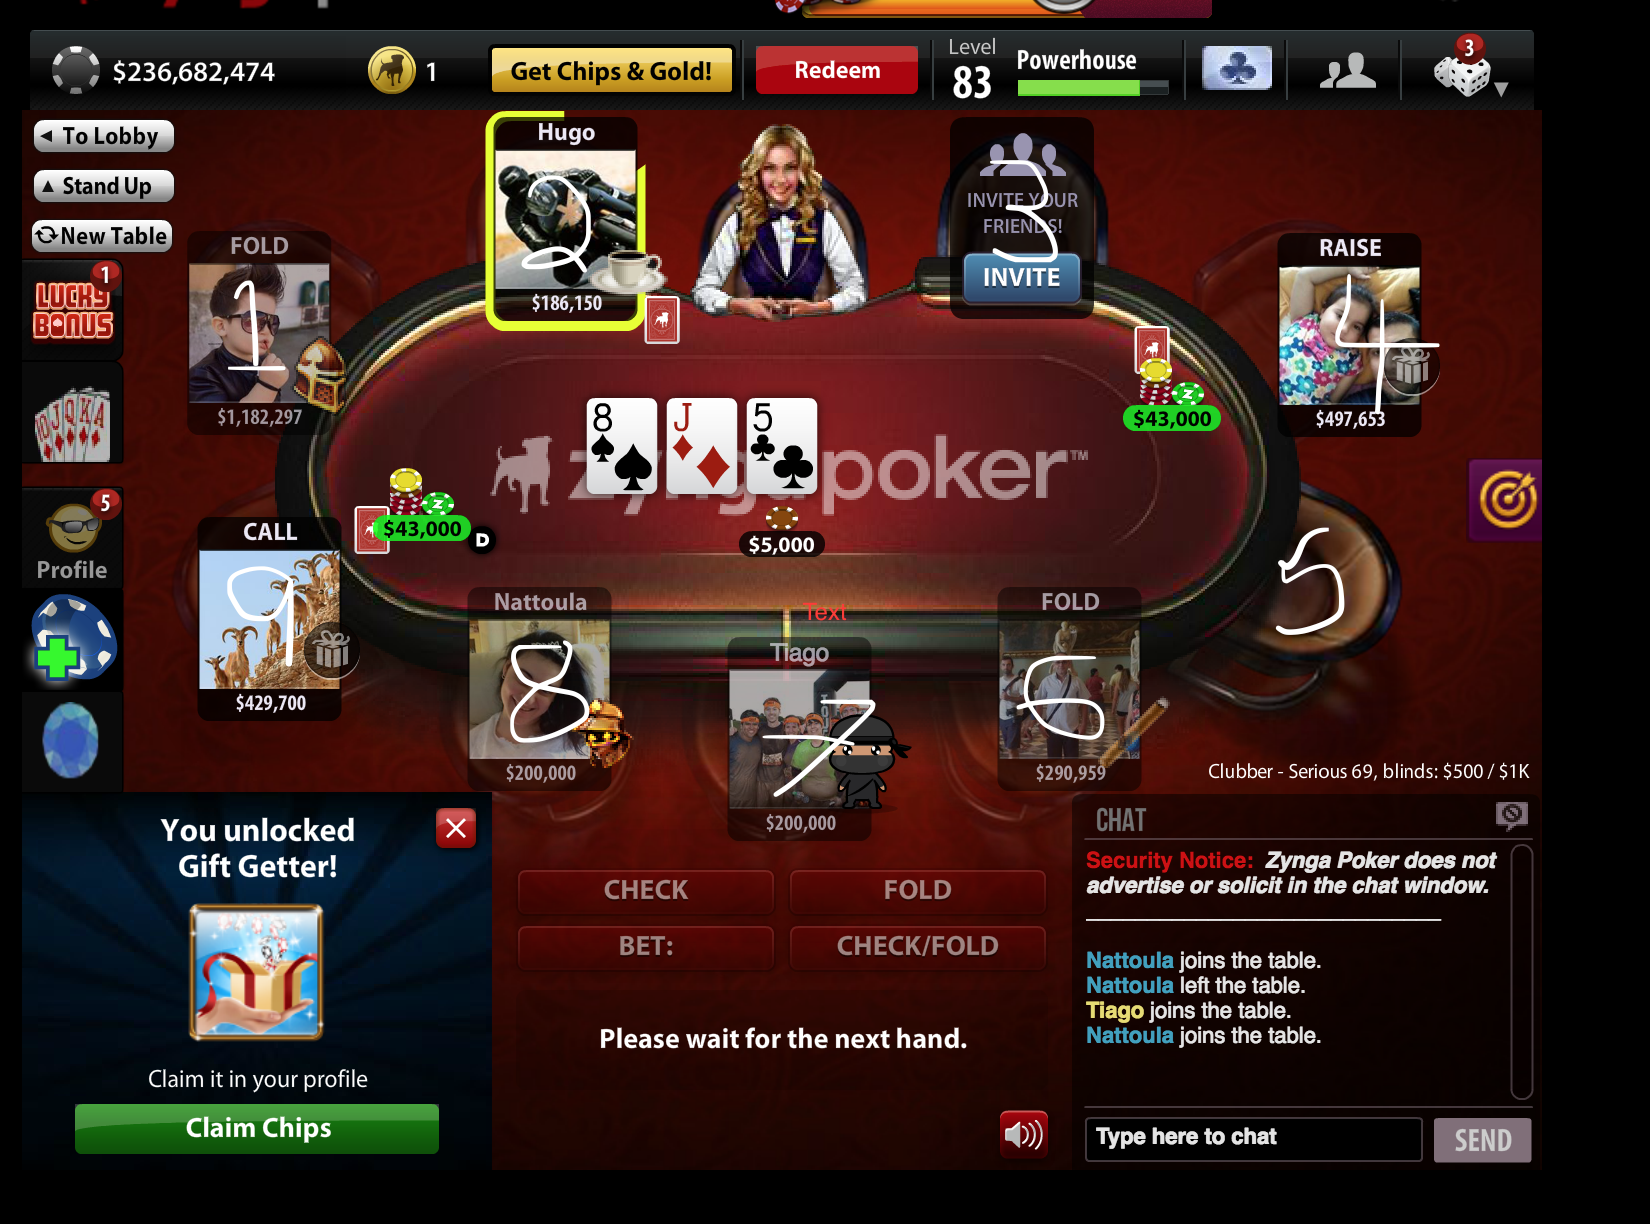 $236,682,474
1
Get Chips & Gold!
Redeem
Level
83
Powerhouse
3
To Lobby
Stand Up
New Table
1
LUCKY
BONUS
10 J Q K A
5
Profile
FOLD
1
$1,182,297
Hugo
2
$186,150
INVITE YOUR
FRIENDS!
3
INVITE
RAISE
4
$497,653
$43,000
8 J 5
zyngapoker™
$43,000
D
$5,000
CALL
9
$429,700
Nattoula
8
$200,000
Text
Tiago
7
$200,000
FOLD
6
$290,959
5
Clubber - Serious 69, blinds: $500 / $1K
You unlocked
Gift Getter!
Claim it in your profile
Claim Chips
CHECK
FOLD
BET:
CHECK/FOLD
Please wait for the next hand.
CHAT
Security Notice: Zynga Poker does not
advertise or solicit in the chat window.
Nattoula joins the table.
Nattoula left the table.
Tiago joins the table.
Nattoula joins the table.
Type here to chat
SEND